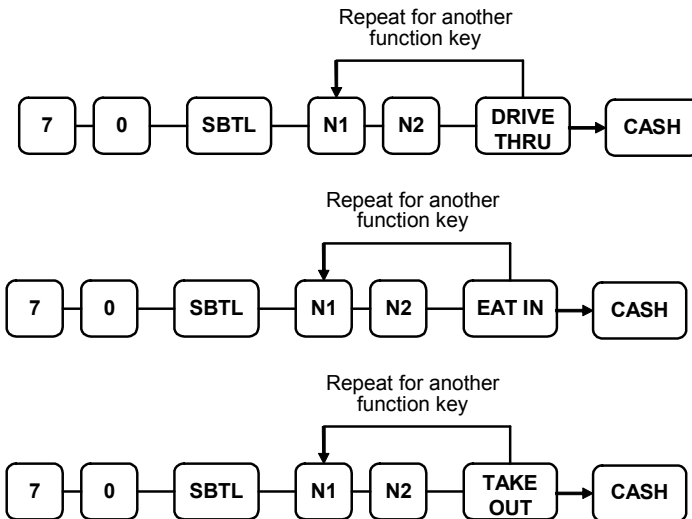 Repeat for another
function key
7 0 SBTL N1 N2 DRIVE THRU CASH
Repeat for another
function key
7 0 SBTL N1 N2 EAT IN CASH
Repeat for another
function key
7 0 SBTL N1 N2 TAKE OUT CASH